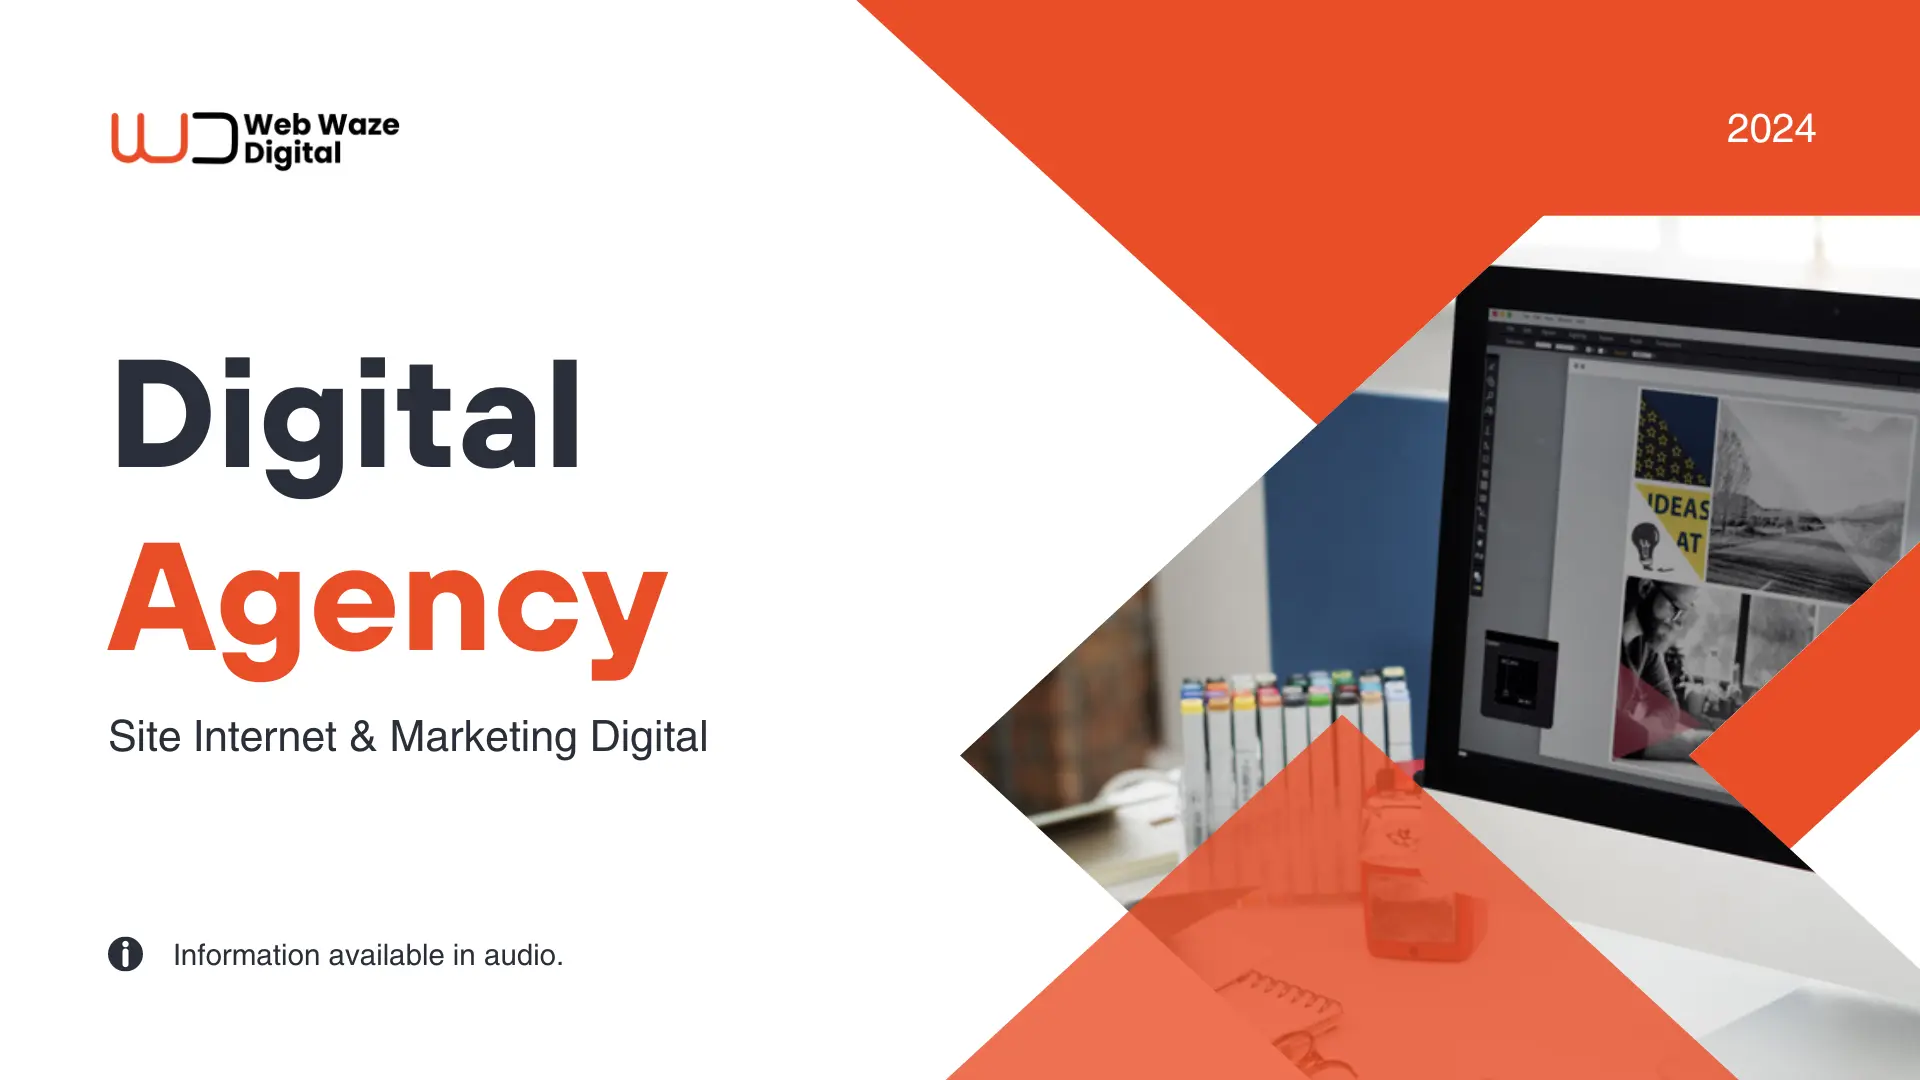 Web Waze
Digital
2024
Digital
Agency
Site Internet & Marketing Digital
Information available in audio.
IDEAS
AT